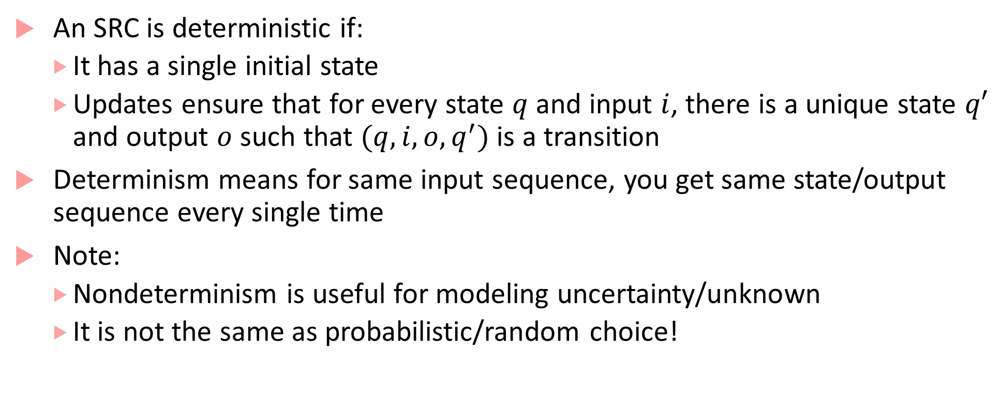 An SRC is deterministic if:
It has a single initial state
Updates ensure that for every state q and input i, there is a unique state q′
and output o such that (q, i, o, q′) is a transition
Determinism means for same input sequence, you get same state/output
sequence every single time
Note:
Nondeterminism is useful for modeling uncertainty/unknown
It is not the same as probabilistic/random choice!